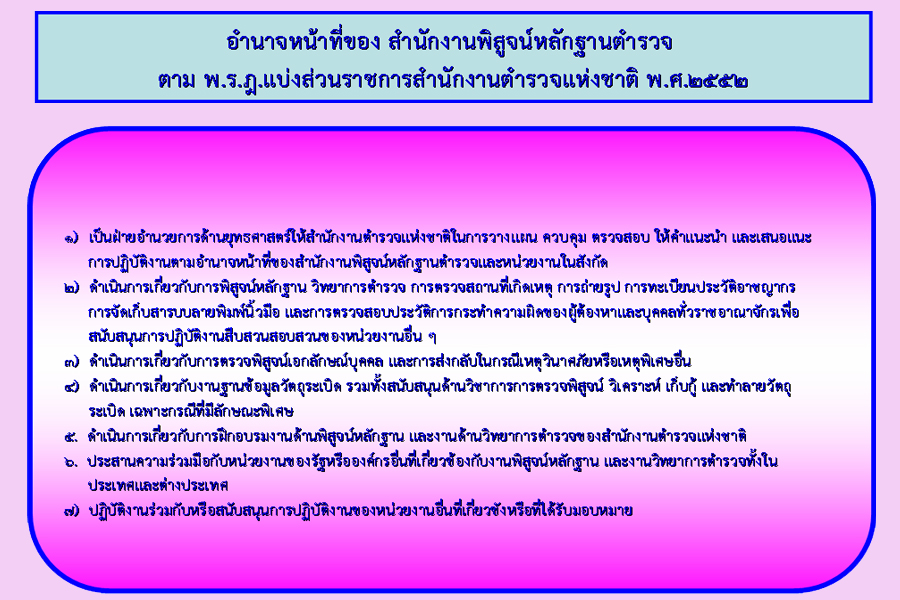 อำนาจหน้าที่ของ สำนักงานพิสูจน์หลักฐานตำรวจ
ตาม พ.ร.ฎ.แบ่งส่วนราชการสำนักงานตำรวจแห่งชาติ พ.ศ.๒๕๕๒
๑) เป็นฝ่ายอำนวยการด้านยุทธศาสตร์ให้สำนักงานตำรวจแห่งชาติในการวางแผน ควบคุม ตรวจสอบ ให้คำแนะนำ และเสนอแนะ
การปฏิบัติงานตามอำนาจหน้าที่ของสำนักงานพิสูจน์หลักฐานตำรวจและหน่วยงานในสังกัด
๒) ดำเนินการเกี่ยวกับการพิสูจน์หลักฐาน วิทยาการตำรวจ การตรวจสถานที่เกิดเหตุ การถ่ายรูป การทะเบียนประวัติอาชญากร
การจัดเก็บสารบบลายพิมพ์นิ้วมือ และการตรวจสอบประวัติการกระทำความผิดของผู้ต้องหาและบุคคลทั่วราชอาณาจักรเพื่อ
สนับสนุนการปฏิบัติงานสืบสวนสอบสวนของหน่วยงานอื่น ๆ
๓) ดำเนินการเกี่ยวกับการตรวจพิสูจน์เอกลักษณ์บุคคล และการส่งกลับในกรณีเหตุวินาศภัยหรือเหตุพิเศษอื่น
๔) ดำเนินการเกี่ยวกับงานฐานข้อมูลวัตถุระเบิด รวมทั้งสนับสนุนด้านวิชาการการตรวจพิสูจน์ วิเคราะห์ เก็บกู้ และทำลายวัตถุ
ระเบิด เฉพาะกรณีที่มีลักษณะพิเศษ
๕. ดำเนินการเกี่ยวกับการฝึกอบรมงานด้านพิสูจน์หลักฐาน และงานด้านวิทยาการตำรวจของสำนักงานตำรวจแห่งชาติ
๖. ประสานความร่วมมือกับหน่วยงานของรัฐหรือองค์กรอื่นที่เกี่ยวข้องกับงานพิสูจน์หลักฐาน และงานวิทยาการตำรวจทั้งใน
ประเทศและต่างประเทศ
๗) ปฏิบัติงานร่วมกับหรือสนับสนุนการปฏิบัติงานของหน่วยงานอื่นที่เกี่ยวข้งหรือที่ได้รับมอบหมาย